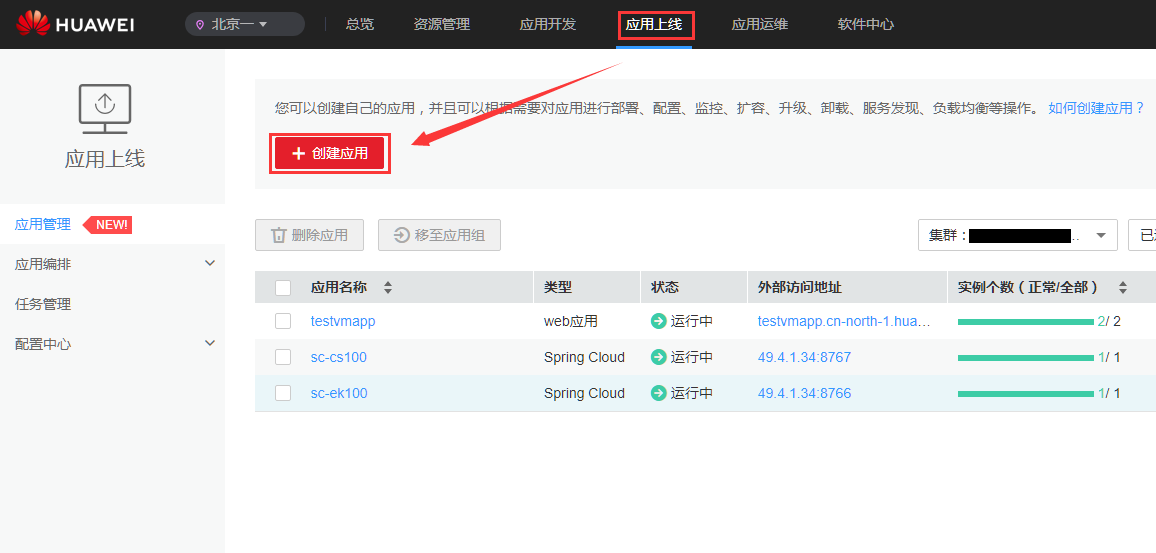 HUAWEI 北京一 总览 资源管理 应用开发 应用上线 应用运维 软件中心
应用上线
应用管理 NEW!
应用编排
任务管理
配置中心
您可以创建自己的应用，并且可以根据需要对应用进行部署、配置、监控、扩容、升级、卸载、服务发现、负载均衡等操作。 如何创建应用？
创建应用
删除应用 移至应用组 集群： ..
应用名称 类型 状态 外部访问地址 实例个数（正常/全部）
testvmapp web应用 运行中 testvmapp.cn-north-1.hua... 2/ 2
sc-cs100 Spring Cloud 运行中 49.4.1.34:8767 1/ 1
sc-ek100 Spring Cloud 运行中 49.4.1.34:8766 1/ 1